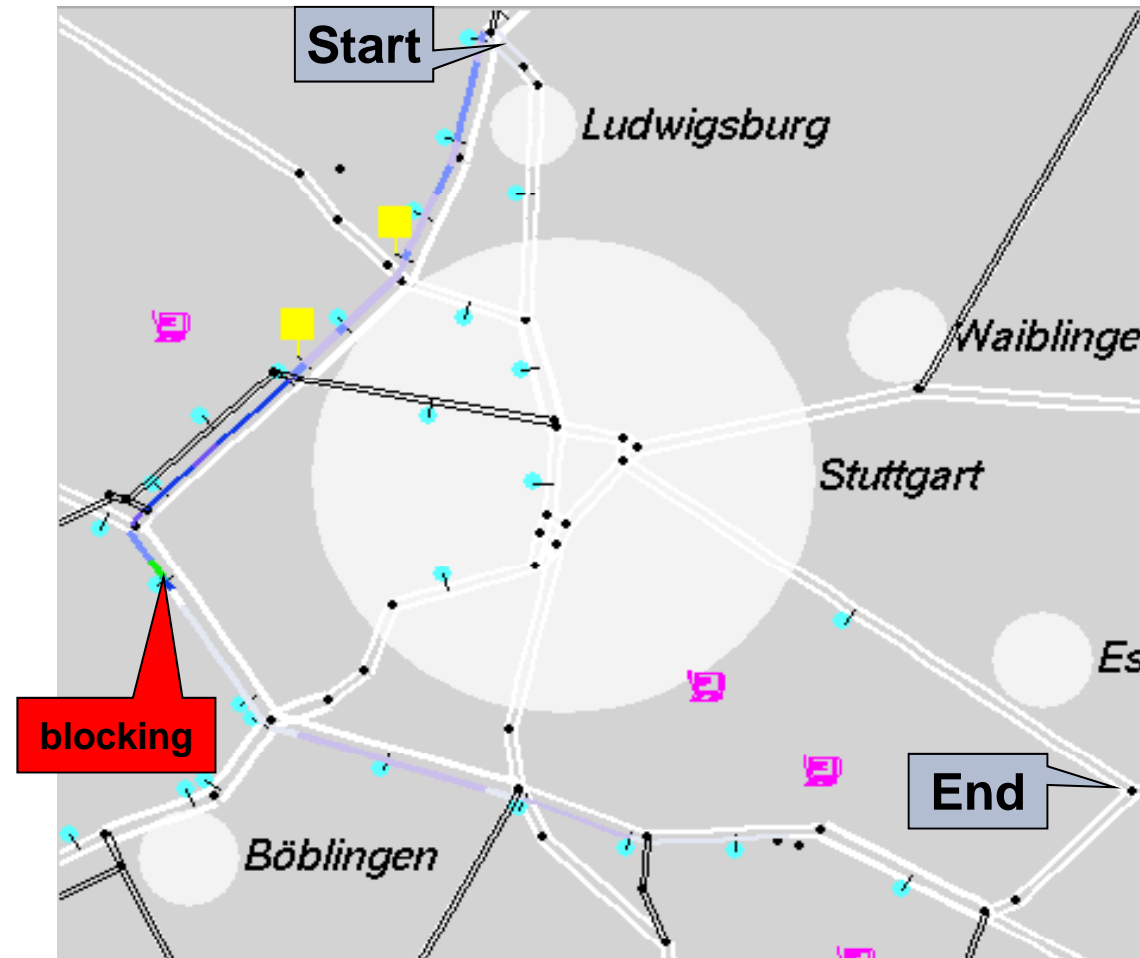 Start
Ludwigsburg
Waiblinge
Stuttgart
Es
blocking
End
Böblingen